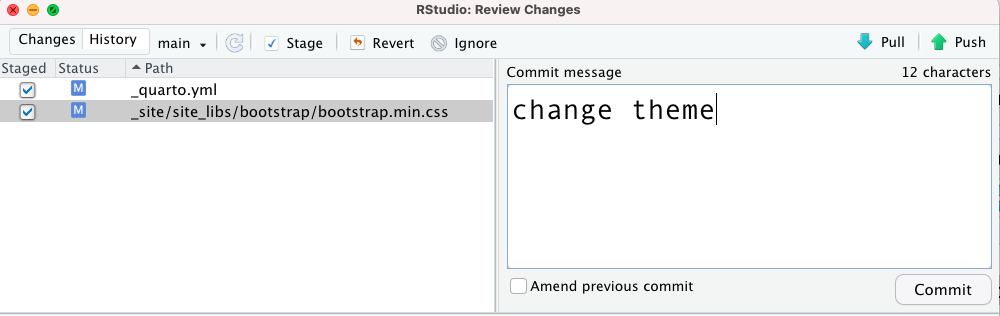 RStudio: Review Changes
Changes History main Stage Revert Ignore Pull Push
Staged Status Path
Commit message 12 characters
M _quarto.yml
M _site/site_libs/bootstrap/bootstrap.min.css
change theme
Amend previous commit
Commit